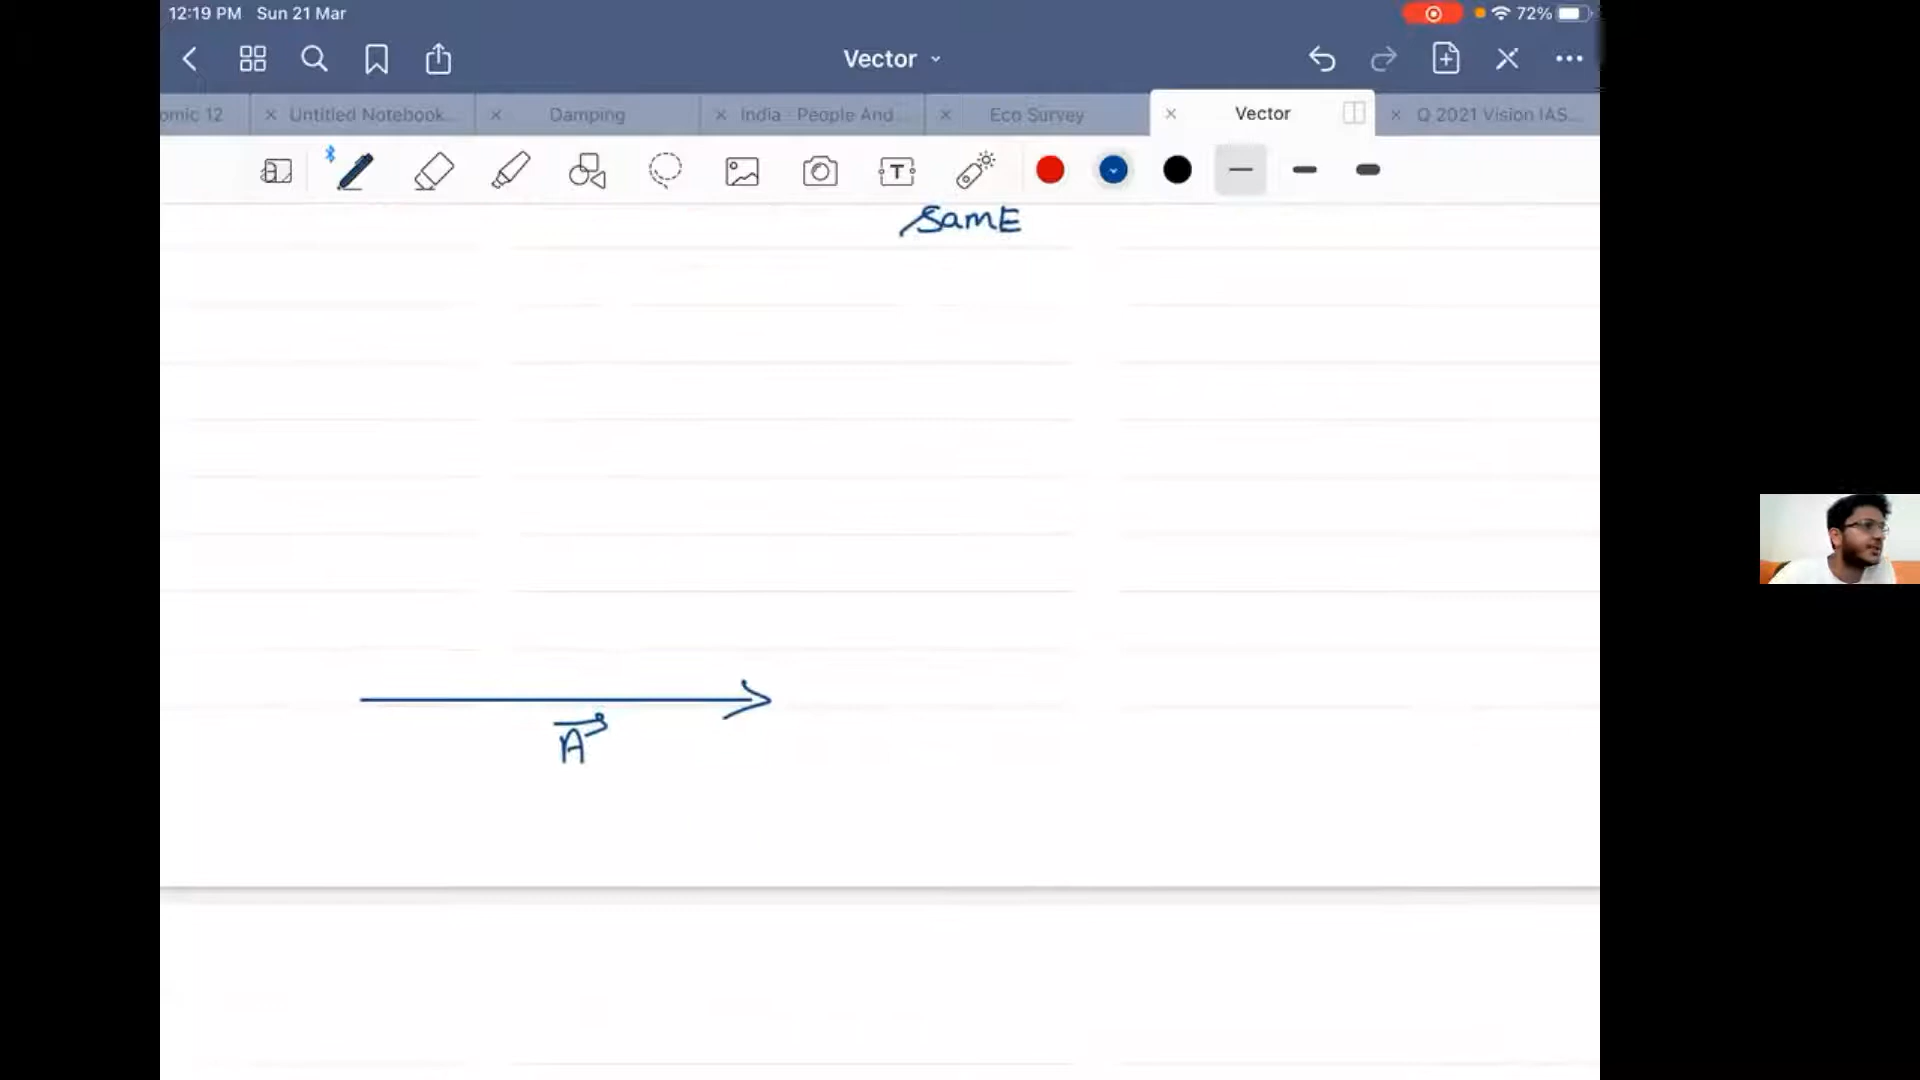 12:19 PM Sun 21 Mar 72%
Vector
omic 12 Untitled Notebook... Damping India - People And... Eco Survey Vector Q 2021 Vision IAS...
a T
SamE
A